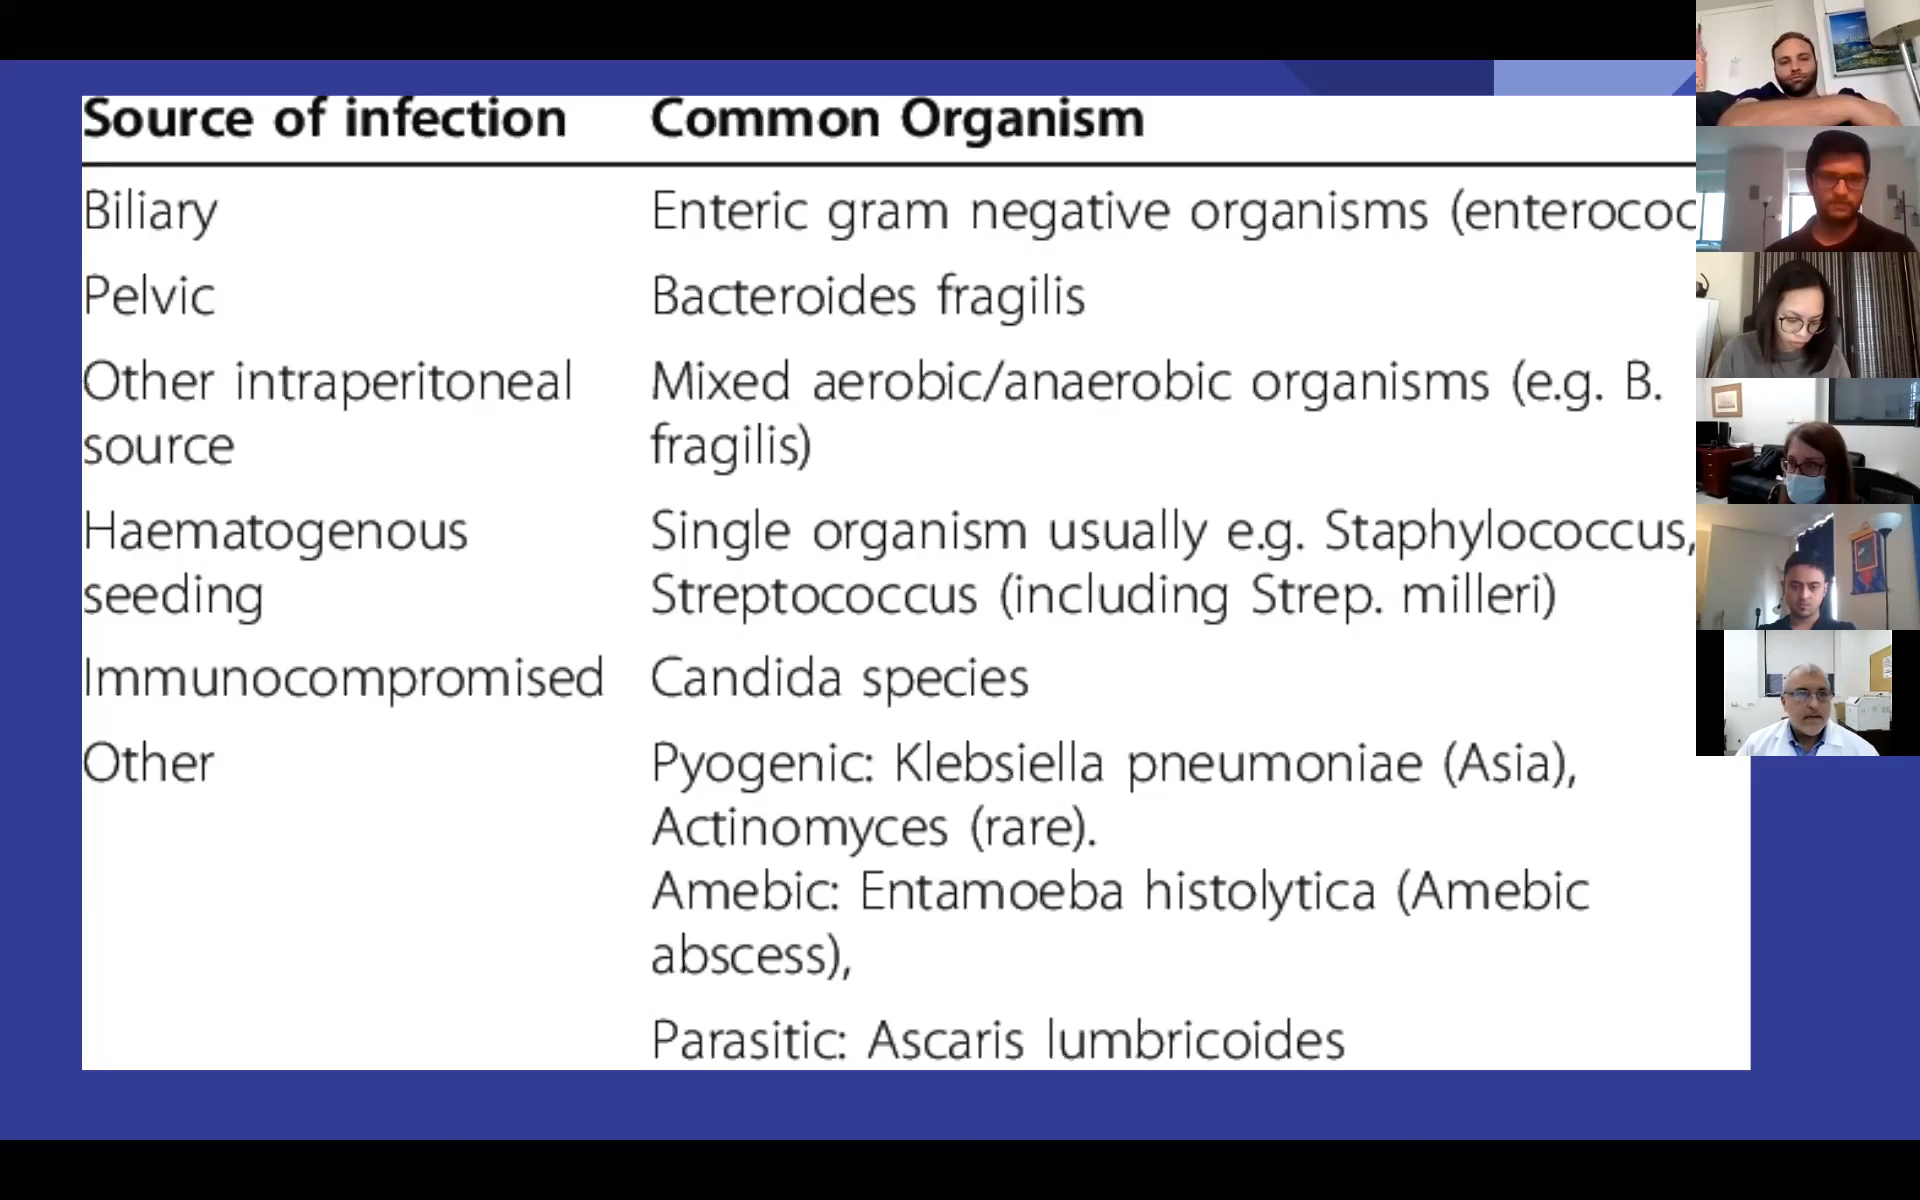 Source of infection Common Organism
Biliary Enteric gram negative organisms
Pelvic Bacteroides fragilis
Other intraperitoneal Mixed aerobic/anaerobic organisms (e.g. B.
source fragilis)
Haematogenous Single organism usually e.g. Staphylococcus,
seeding Streptococcus (including Strep. milleri)
Immunocompromised Candida species
Other Pyogenic: Klebsiella pneumoniae (Asia),
Actinomyces (rare).
Amebic: Entamoeba histolytica (Amebic
abscess),
Parasitic: Ascaris lumbricoides